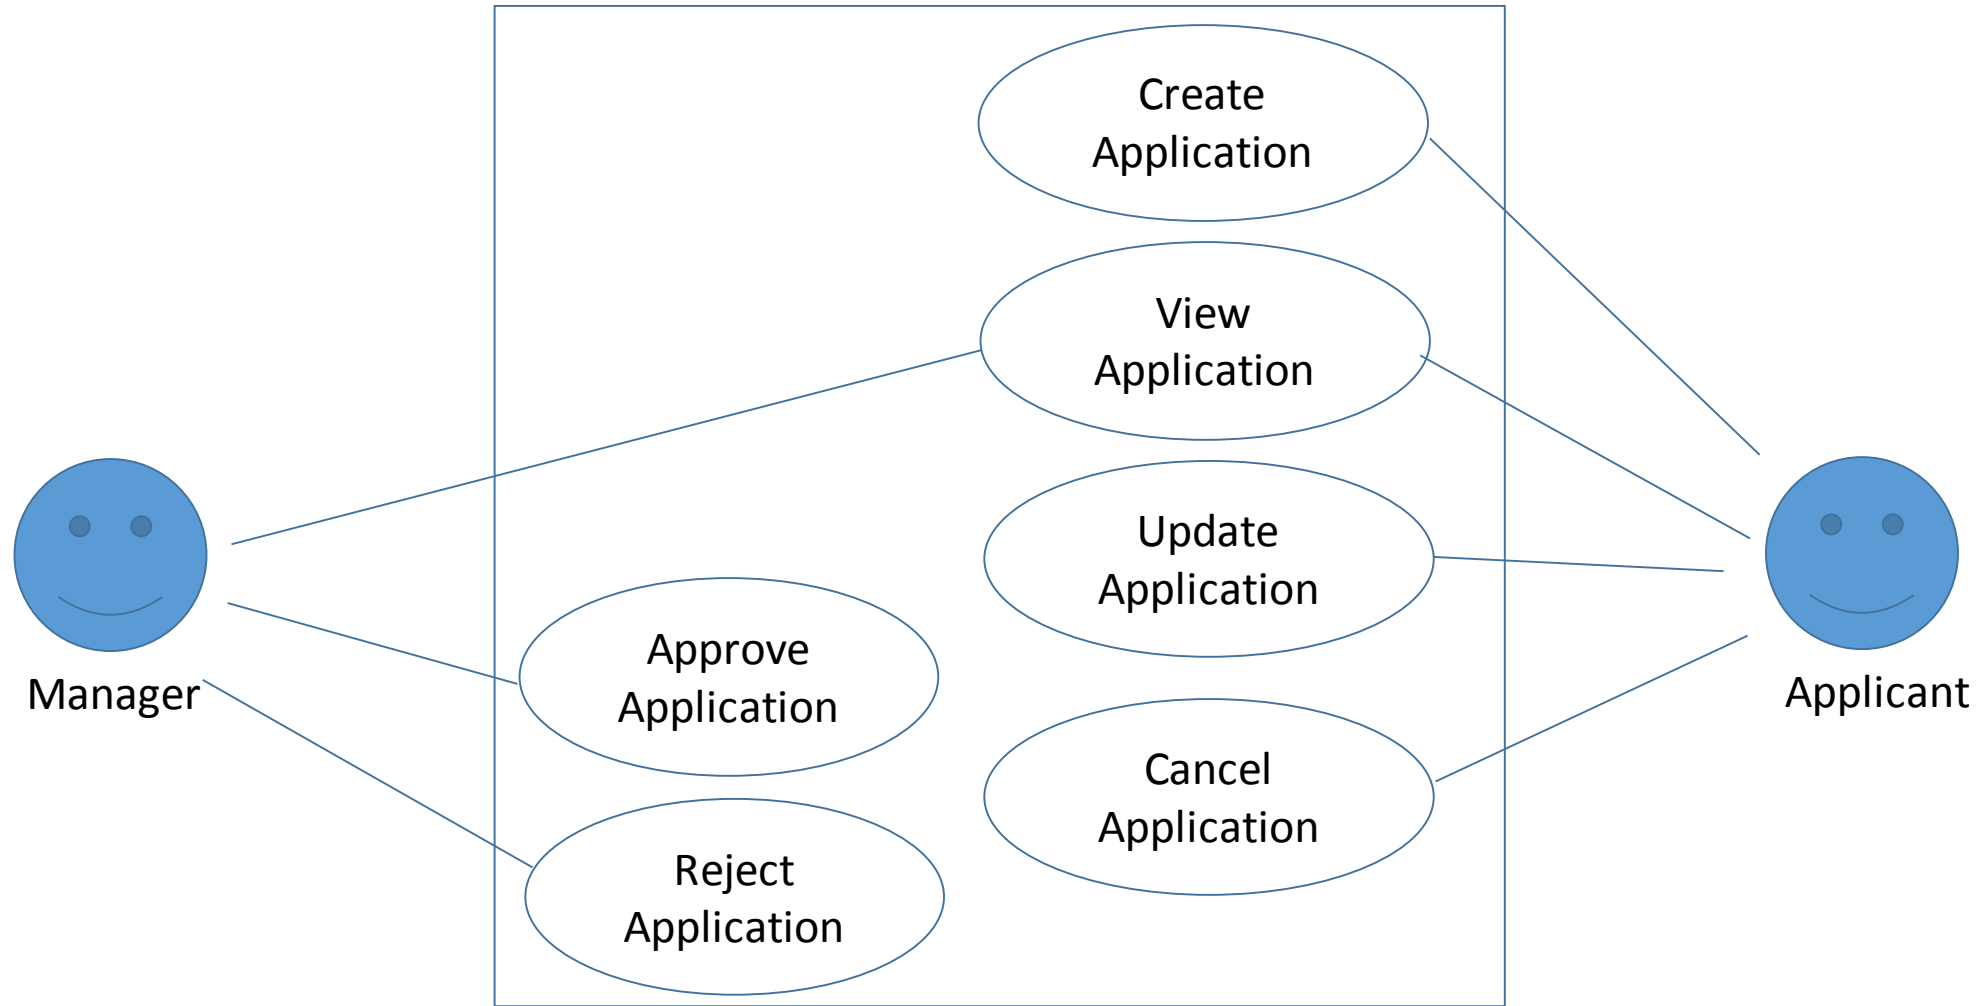 Create
Application
View
Application
Update
Application
Approve
Application
Manager
Applicant
Cancel
Application
Reject
Application